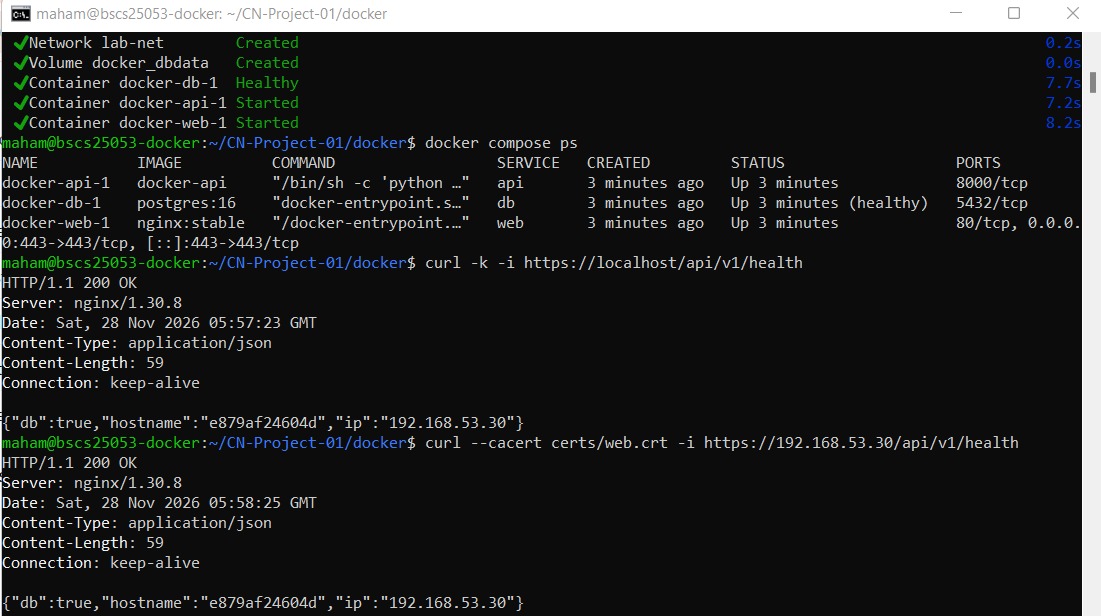 maham@bscs25053-docker: ~/CN-Project-01/docker
✔Network lab-net Created 0.2s
✔Volume docker_dbdata Created 0.0s
✔Container docker-db-1 Healthy 7.7s
✔Container docker-api-1 Started 7.2s
✔Container docker-web-1 Started 8.2s
maham@bscs25053-docker:~/CN-Project-01/docker$ docker compose ps
NAME IMAGE COMMAND SERVICE CREATED STATUS PORTS
docker-api-1 docker-api "/bin/sh -c 'python …" api 3 minutes ago Up 3 minutes 8000/tcp
docker-db-1 postgres:16 "docker-entrypoint.s…" db 3 minutes ago Up 3 minutes (healthy) 5432/tcp
docker-web-1 nginx:stable "/docker-entrypoint.…" web 3 minutes ago Up 3 minutes 80/tcp, 0.0.0.
0:443->443/tcp, [::]:443->443/tcp
maham@bscs25053-docker:~/CN-Project-01/docker$ curl -k -i https://localhost/api/v1/health
HTTP/1.1 200 OK
Server: nginx/1.30.8
Date: Sat, 28 Nov 2026 05:57:23 GMT
Content-Type: application/json
Content-Length: 59
Connection: keep-alive
{"db":true,"hostname":"e879af24604d","ip":"192.168.53.30"}
maham@bscs25053-docker:~/CN-Project-01/docker$ curl --cacert certs/web.crt -i https://192.168.53.30/api/v1/health
HTTP/1.1 200 OK
Server: nginx/1.30.8
Date: Sat, 28 Nov 2026 05:58:25 GMT
Content-Type: application/json
Content-Length: 59
Connection: keep-alive
{"db":true,"hostname":"e879af24604d","ip":"192.168.53.30"}